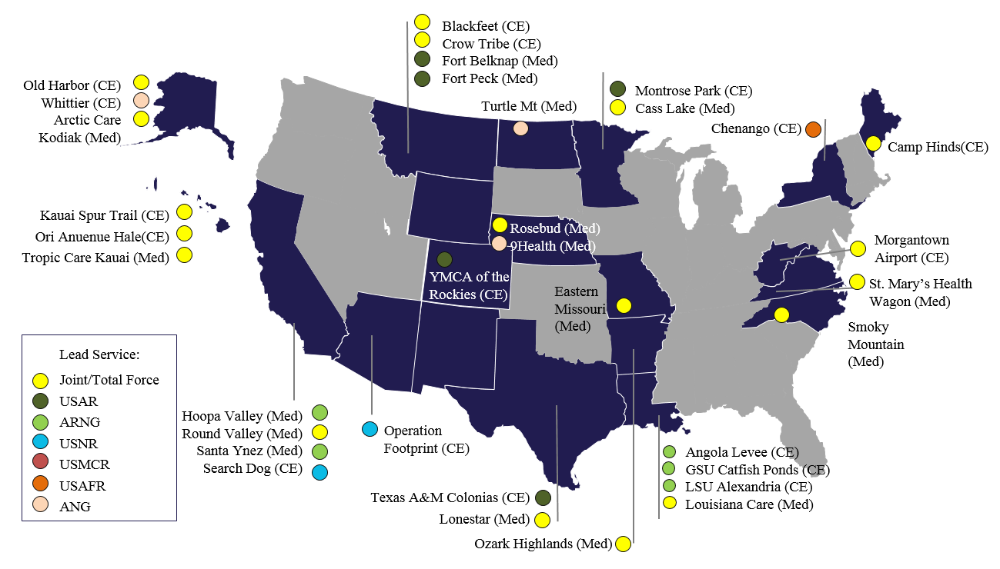 Blackfeet (CE)
Crow Tribe (CE)
Fort Belknap (Med)
Fort Peck (Med)
Old Harbor (CE)
Whittier (CE)
Arctic Care
Kodiak (Med)
Turtle Mt (Med)
Montrose Park (CE)
Cass Lake (Med)
Chenango (CE)
Camp Hinds(CE)
Kauai Spur Trail (CE)
Ori Anuenue Hale(CE)
Tropic Care Kauai (Med)
Rosebud (Med)
9Health (Med)
YMCA of the
Rockies (CE)
Eastern
Missouri
(Med)
Morgantown
Airport (CE)
St. Mary’s Health
Wagon (Med)
Smoky
Mountain
(Med)
Lead Service:
Joint/Total Force
USAR
ARNG
USNR
USMCR
USAFR
ANG
Hoopa Valley (Med)
Round Valley (Med)
Santa Ynez (Med)
Search Dog (CE)
Operation
Footprint (CE)
Texas A&M Colonias (CE)
Lonestar (Med)
Ozark Highlands (Med)
Angola Levee (CE)
GSU Catfish Ponds (CE)
LSU Alexandria (CE)
Louisiana Care (Med)